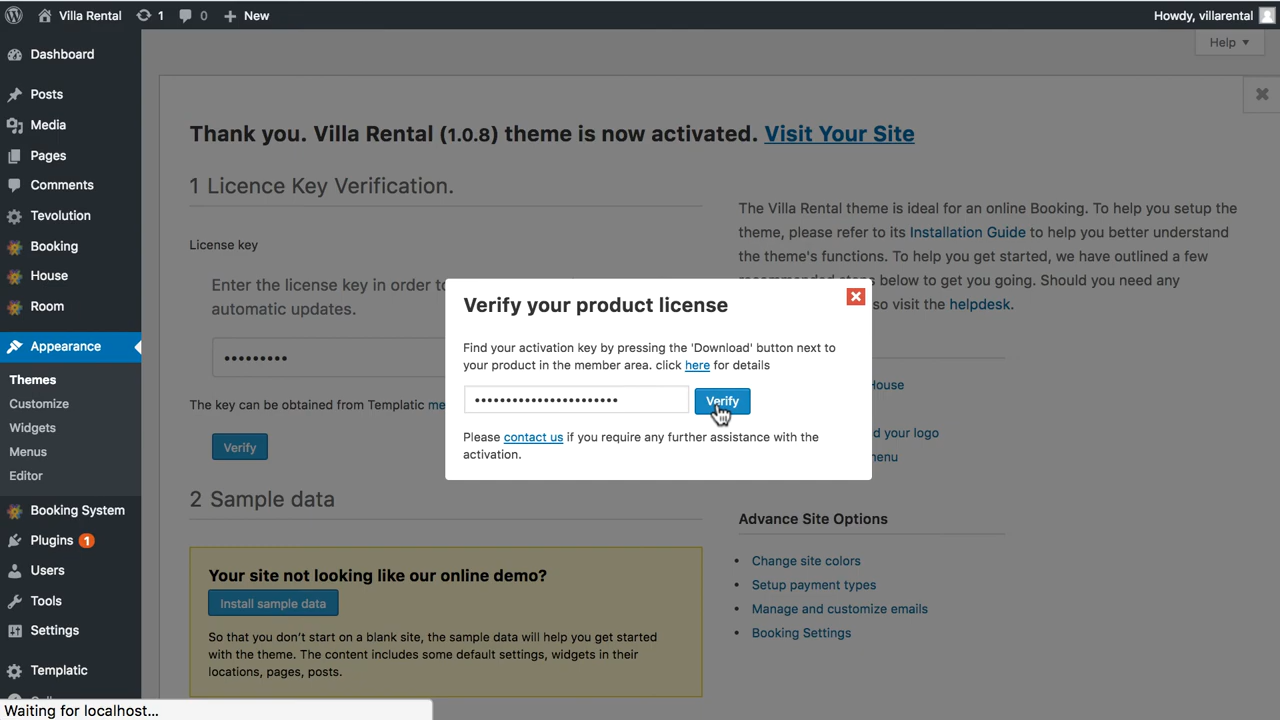 Villa Rental 1 0 New Howdy, villarental
Help
Dashboard
Posts
Media
Pages
Comments
Tevolution
Booking
House
Room
Appearance
Themes
Customize
Widgets
Menus
Editor
Booking System
Plugins 1
Users
Tools
Settings
Templatic
Thank you. Villa Rental (1.0.8) theme is now activated. Visit Your Site
1 Licence Key Verification.
License key
Enter the license key in order to
automatic updates.
•••••••••
The key can be obtained from Templatic me
Verify
2 Sample data
Your site not looking like our online demo?
Install sample data
So that you don't start on a blank site, the sample data will help you get started
with the theme. The content includes some default settings, widgets in their
locations, pages, posts.
The Villa Rental theme is ideal for an online Booking. To help you setup the
theme, please refer to its Installation Guide to help you better understand
the theme's functions. To help you get started, we have outlined a few
below to get you going. Should you need any
so visit the helpdesk.
House
d your logo
enu
Advance Site Options
• Change site colors
• Setup payment types
• Manage and customize emails
• Booking Settings
Verify your product license
Find your activation key by pressing the 'Download' button next to
your product in the member area. click here for details
•••••••••••••••••••••••
Verify
Please contact us if you require any further assistance with the
activation.
Waiting for localhost...